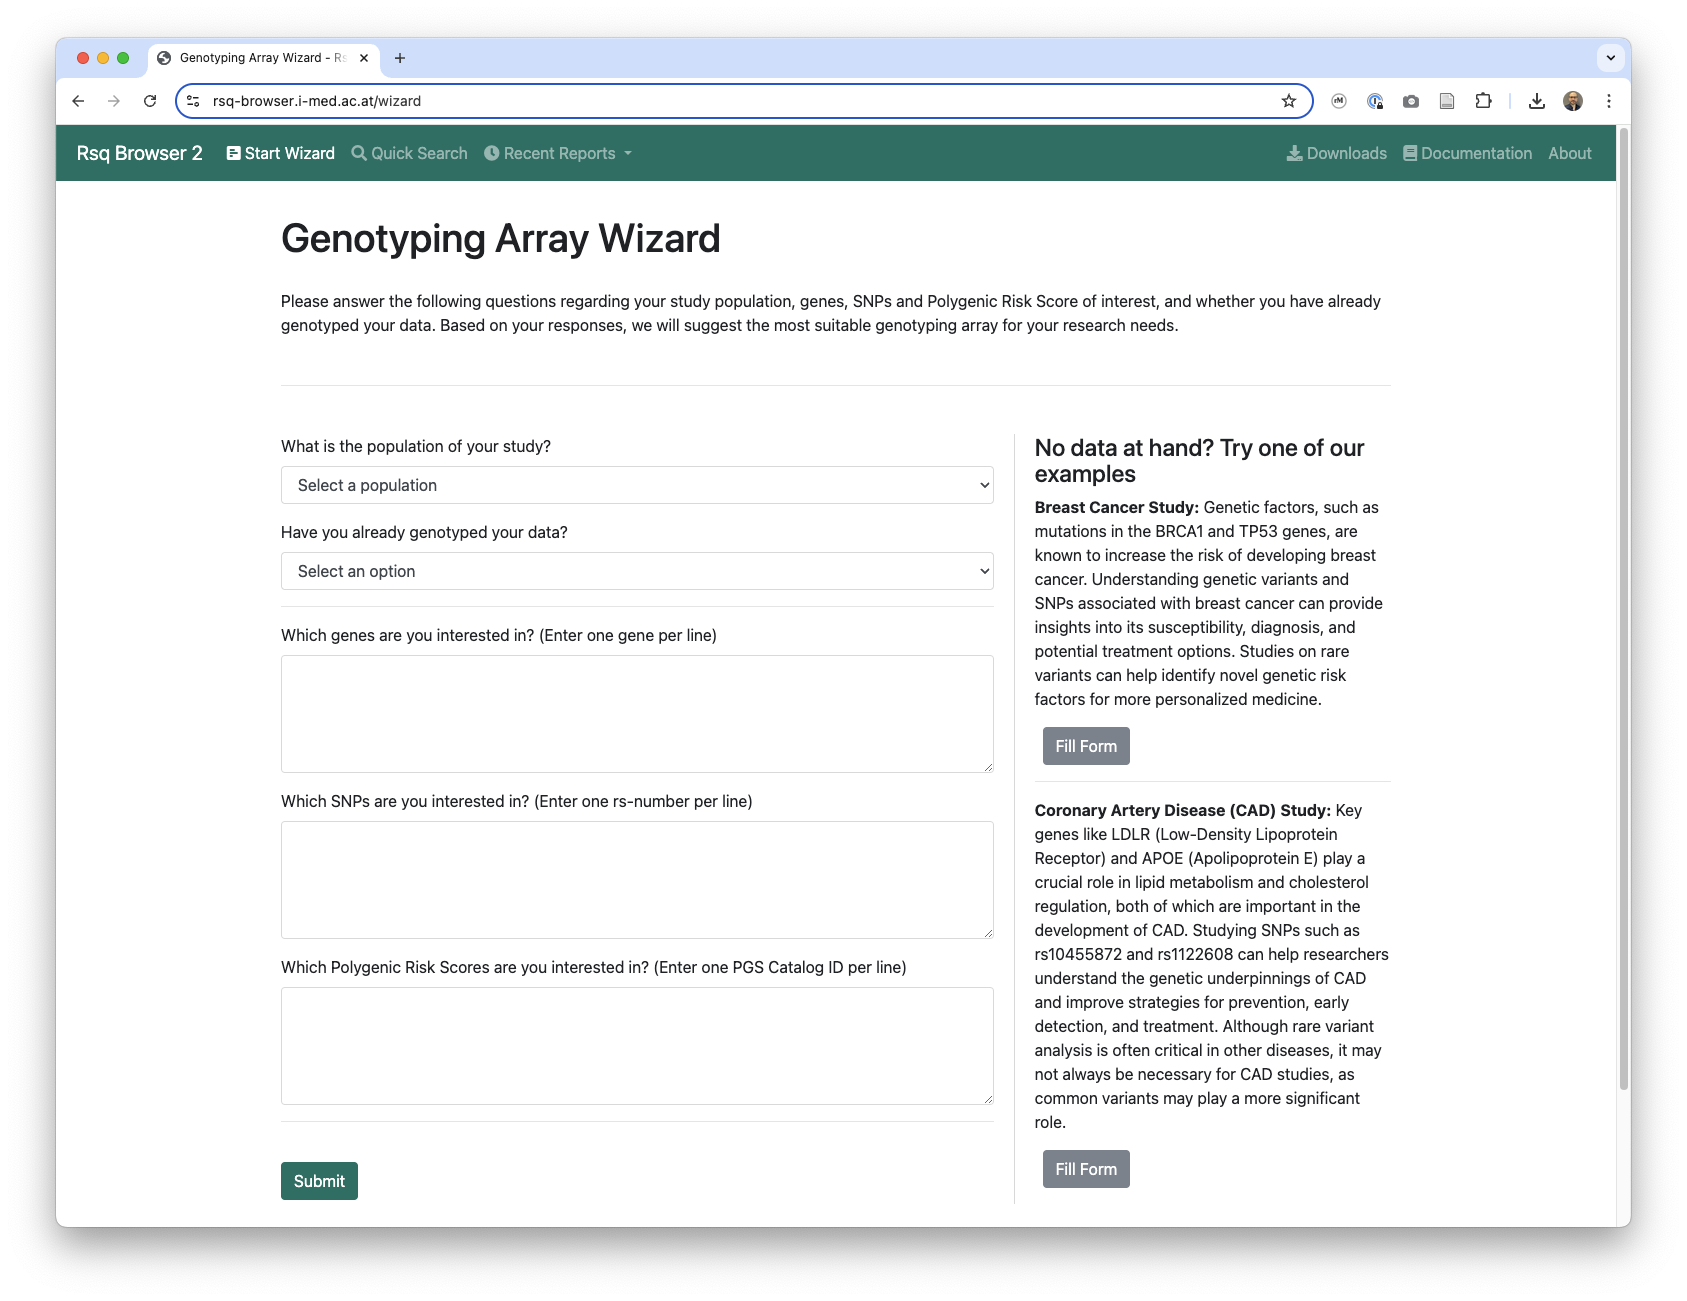 Genotyping Array Wizard - Rs
rsq-browser.i-med.ac.at/wizard
Rsq Browser 2 Start Wizard Quick Search Recent Reports Downloads Documentation About
Genotyping Array Wizard
Please answer the following questions regarding your study population, genes, SNPs and Polygenic Risk Score of interest, and whether you have already
genotyped your data. Based on your responses, we will suggest the most suitable genotyping array for your research needs.
What is the population of your study?
Select a population
Have you already genotyped your data?
Select an option
Which genes are you interested in? (Enter one gene per line)
Which SNPs are you interested in? (Enter one rs-number per line)
Which Polygenic Risk Scores are you interested in? (Enter one PGS Catalog ID per line)
Submit
No data at hand? Try one of our
examples
Breast Cancer Study: Genetic factors, such as
mutations in the BRCA1 and TP53 genes, are
known to increase the risk of developing breast
cancer. Understanding genetic variants and
SNPs associated with breast cancer can provide
insights into its susceptibility, diagnosis, and
potential treatment options. Studies on rare
variants can help identify novel genetic risk
factors for more personalized medicine.
Fill Form
Coronary Artery Disease (CAD) Study: Key
genes like LDLR (Low-Density Lipoprotein
Receptor) and APOE (Apolipoprotein E) play a
crucial role in lipid metabolism and cholesterol
regulation, both of which are important in the
development of CAD. Studying SNPs such as
rs10455872 and rs1122608 can help researchers
understand the genetic underpinnings of CAD
and improve strategies for prevention, early
detection, and treatment. Although rare variant
analysis is often critical in other diseases, it may
not always be necessary for CAD studies, as
common variants may play a more significant
role.
Fill Form